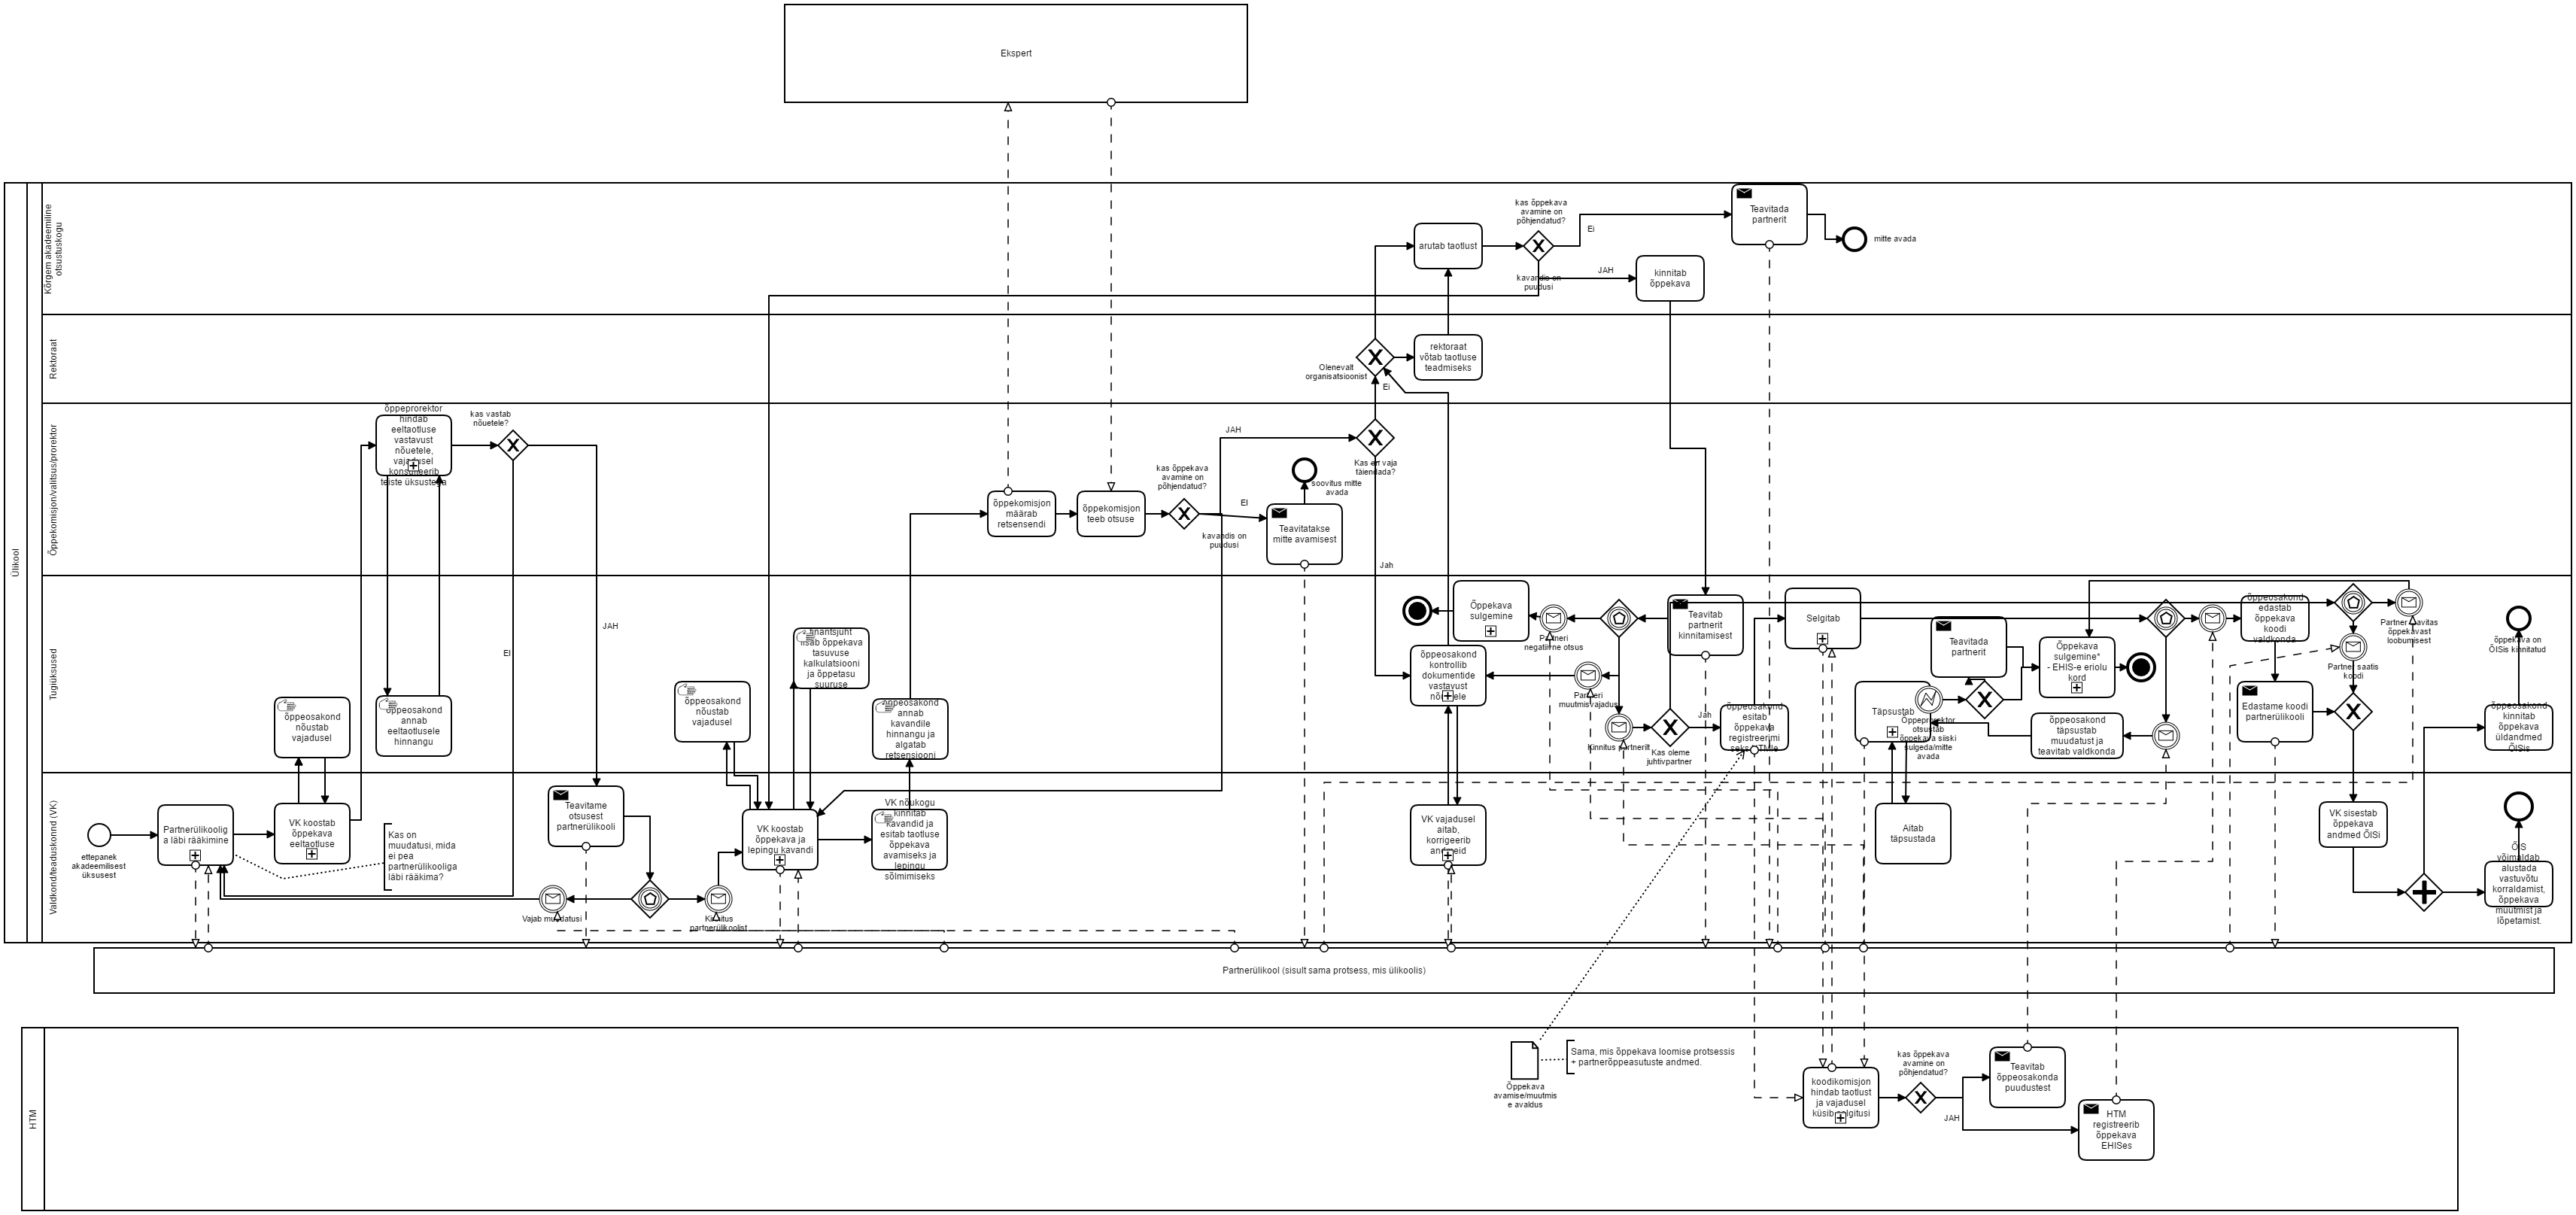 Ekspert
Ülikool
Kõrgem akadeemiline
otsustuskogu
kas õppekava
avamine on
põhjendatud?
arutab taotlust
Ei
Teavitada
partnerit
mitte avada
kavandis on
puudusi
JAH
kinnitab
õppekava
Rektoraat
Olenevalt
organisatsioonist
Ei
rektoraat
võtab taotluse
teadmiseks
Õppekomisjon/valitsus/prorektor
õppeprorektor
hindab
eeltaotluse
vastavust
nõuetele,
vajadusel
konsulteerib
teiste üksustega
kas vastab
nõuetele?
õppekomisjon
määrab
retsensendi
õppekomisjon
teeb otsuse
kas õppekava
avamine on
põhjendatud?
JAH
EI
kavandis on
puudusi
soovitus mitte
avada
Teavitatakse
mitte avamisest
Kas on vaja
täiendada?
Jah
Tugiüksused
õppeosakond
nõustab
vajadusel
õppeosakond
annab
eeltaotlusele
hinnangu
EI
JAH
õppeosakond
nõustab
vajadusel
finantsjuht
lisab õppekava
tasuvuse
kalkulatsiooni
ja õppetasu
suuruse
õppeosakond
annab
kavandile
hinnangu ja
algatab
retsensiooni
Õppekava
sulgemine
Partneri
negatiirne otsus
õppeosakond
kontrollib
dokumentide
vastavust
nõuetele
Partneri
muutmisvajadus
Kinnitus partnerilt
Teavitab
partnerit
kinnitamisest
Kas oleme
juhtivpartner
Jah
õppeosakond
esitab
õppekava
registreerimi
seks HTMle
Selgitab
Täpsustab
Õppeprorektor
otsustab
õppekava siiski
sulgeda/mitte
avada
Teavitada
partnerit
Õppekava
sulgemine*
- EHIS-e eriolu
kord
õppeosakond
täpsustab
muudatust ja
teavitab valdkonda
õppeosakond
edastab
õppekava
koodi
valdkonda
Edastame koodi
partnerülikooli
Partner teavitas
õppekavast
loobumisest
Partner saatis
koodi
õppekava on
ÕISis kinnitatud
õppeosakond
kinnitab
õppekava
üldandmed
ÕISis
Valdkond/teaduskonnd (VK)
ettepanek
akadeemilisest
üksusest
Partnerülikoolig
a läbi rääkimine
VK koostab
õppekava
eeltaotluse
Kas on
muudatusi, mida
ei pea
partnerülikooliga
läbi rääkima?
Teavitame
otsusest
partnerülikooli
Vajab muudatusi
Kinnitus
partnerülikoolist
VK koostab
õppekava ja
lepingu kavandi
VK nõukogu
kinnitab
kavandid ja
esitab taotluse
õppekava
avamiseks ja
lepingu
sõlmimiseks
VK vajadusel
aitab,
korrigeerib
andmeid
Aitab
täpsustada
VK sisestab
õppekava
andmed ÕISi
ÕIS
võimaldab
alustada
vastuvõtu
korraldamist,
õppekava
muutmist ja
lõpetamist.
Partnerülikool (sisult sama protsess, mis ülikoolis)
HTM
Õppekava
avamise/muutmis
e avaldus
Sama, mis õppekava loomise protsessis
+ partnerõppeasutuste andmed.
koodikomisjon
hindab taotlust
ja vajadusel
küsib selgitusi
kas õppekava
avamine on
põhjendatud?
JAH
Teavitab
õppeosakonda
puudustest
HTM
registreerib
õppekava
EHISes